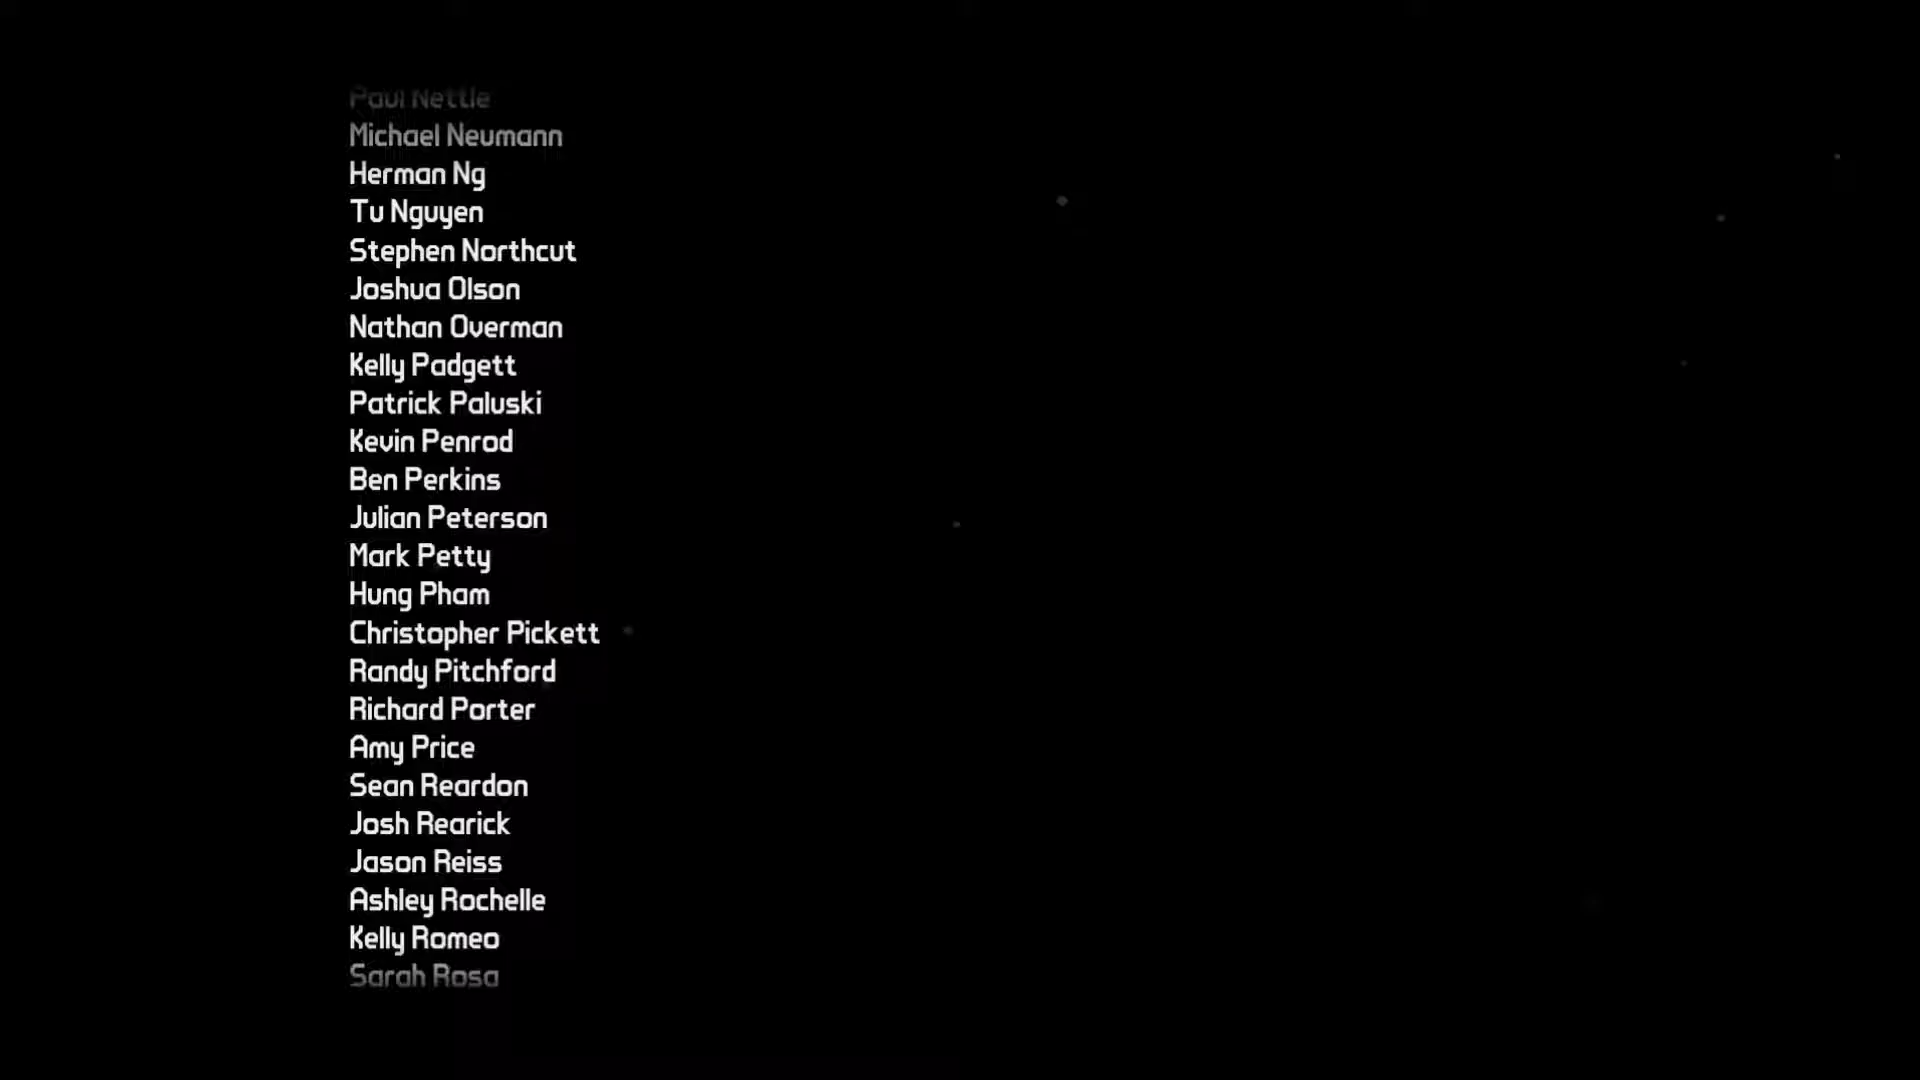 Paul Nettle
Michael Neumann
Herman Ng
Tu Nguyen
Stephen Northcut
Joshua Olson
Nathan Overman
Kelly Padgett
Patrick Paluski
Kevin Penrod
Ben Perkins
Julian Peterson
Mark Petty
Hung Pham
Christopher Pickett
Randy Pitchford
Richard Porter
Amy Price
Sean Reardon
Josh Rearick
Jason Reiss
Ashley Rochelle
Kelly Romeo
Sarah Rosa